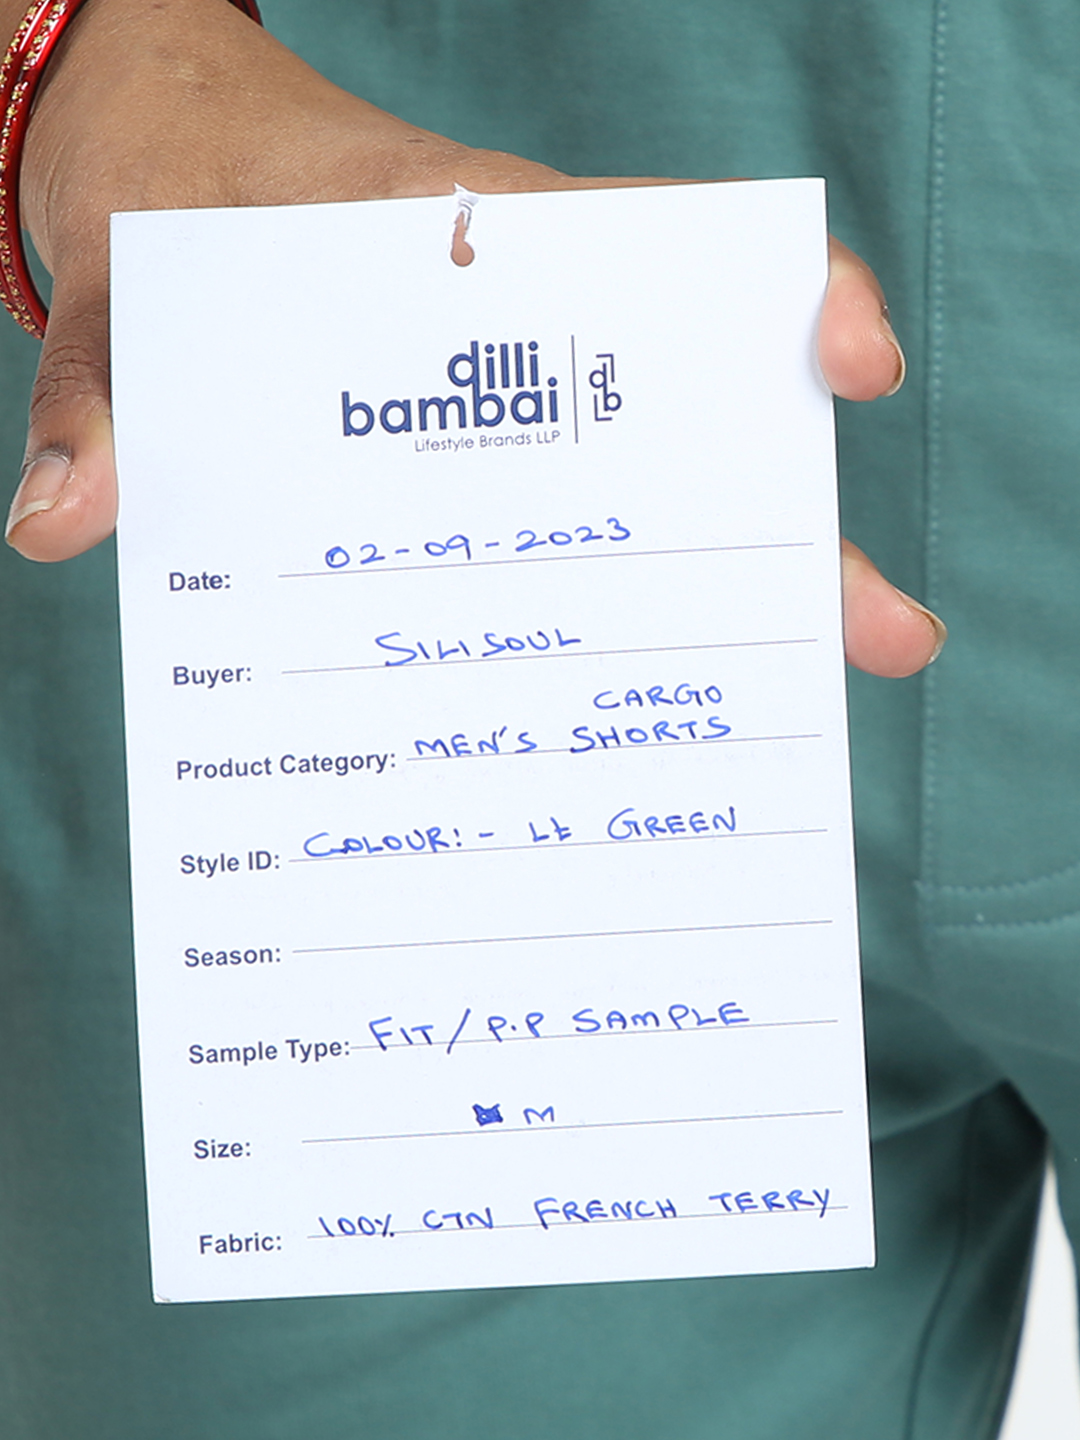 dilli
bambai
Lifestyle Brands LLP
db
Date: 02-09-2023
Buyer: SILISOUL
CARGO
Product Category: MEN'S SHORTS
Style ID: COLOUR:- Lt GREEN
Season:
Sample Type: FIT/P.P SAMPLE
Size: M
Fabric: 100% CTN FRENCH TERRY